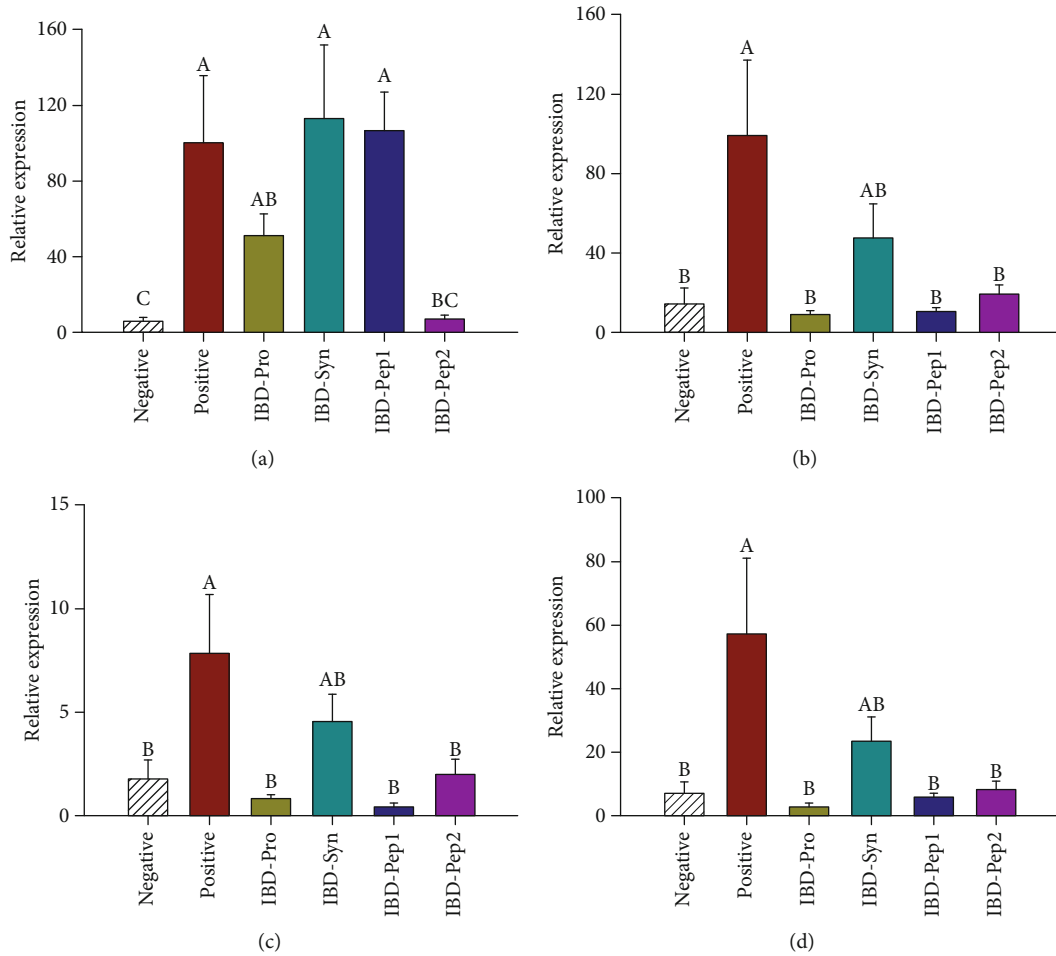 160
120
80
40
0
Relative expression
C
A
AB
A
A
BC
Negative
Positive
IBD-Pro
IBD-Syn
IBD-Pep1
IBD-Pep2
(a)
160
120
80
40
0
Relative expression
B
A
B
AB
B
B
Negative
Positive
IBD-Pro
IBD-Syn
IBD-Pep1
IBD-Pep2
(b)
15
10
5
0
Relative expression
B
A
B
AB
B
B
Negative
Positive
IBD-Pro
IBD-Syn
IBD-Pep1
IBD-Pep2
(c)
100
80
60
40
20
0
Relative expression
B
A
B
AB
B
B
Negative
Positive
IBD-Pro
IBD-Syn
IBD-Pep1
IBD-Pep2
(d)